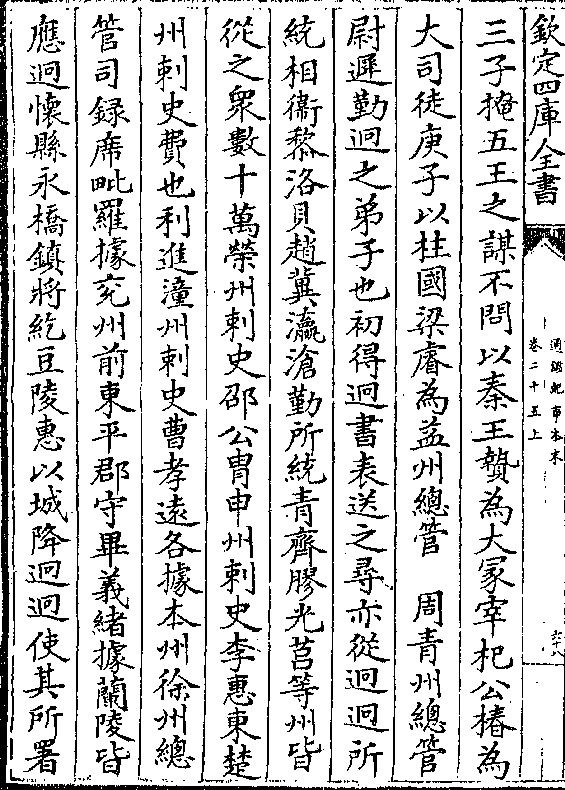 欽定四庫全書
通鑑紀事本末
卷二十五上
六十八
三子掩五王之謀不問以秦王贄為大冢宰杞公椿為
大司徒庚子以柱國梁睿為益州總管　周青州總管
尉遲勤迥之弟子也初得迥書表送之尋亦從迥迥所
統相衞黎洛貝趙冀瀛滄勤所統青齊膠光莒等州皆
從之衆數十萬滎州刺史邵公胄申州刺史李惠東楚
州刺史費也利進潼州刺史曹孝逺各據本州徐州總
管司録席毗羅據兖州前東平郡守畢義緒據蘭陵皆
應迥懷縣永橋鎮將紇豆陵惠以城降迥迥使其所署